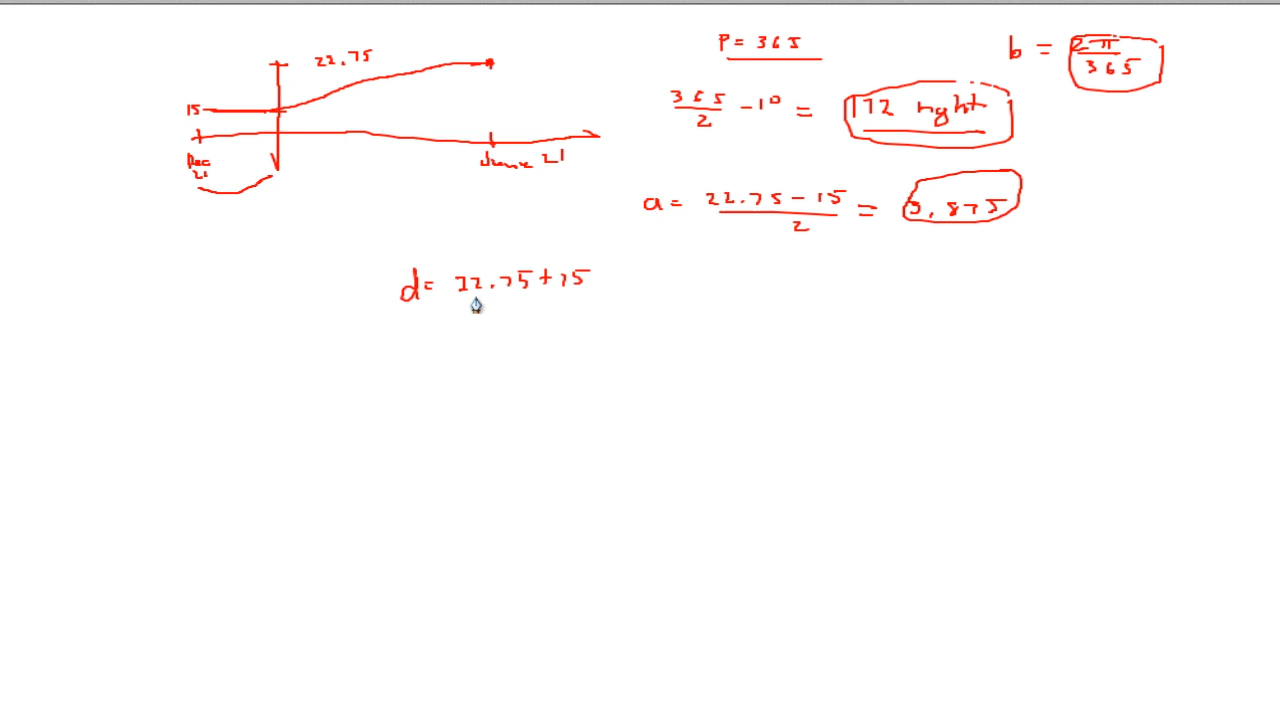 22.75
15
Dec
21
June 21
P = 365
365/2 - 10 = 172 right
b = 2π/365
a = 22.75 - 15/2 = 3.875
d = 22.75 + 15